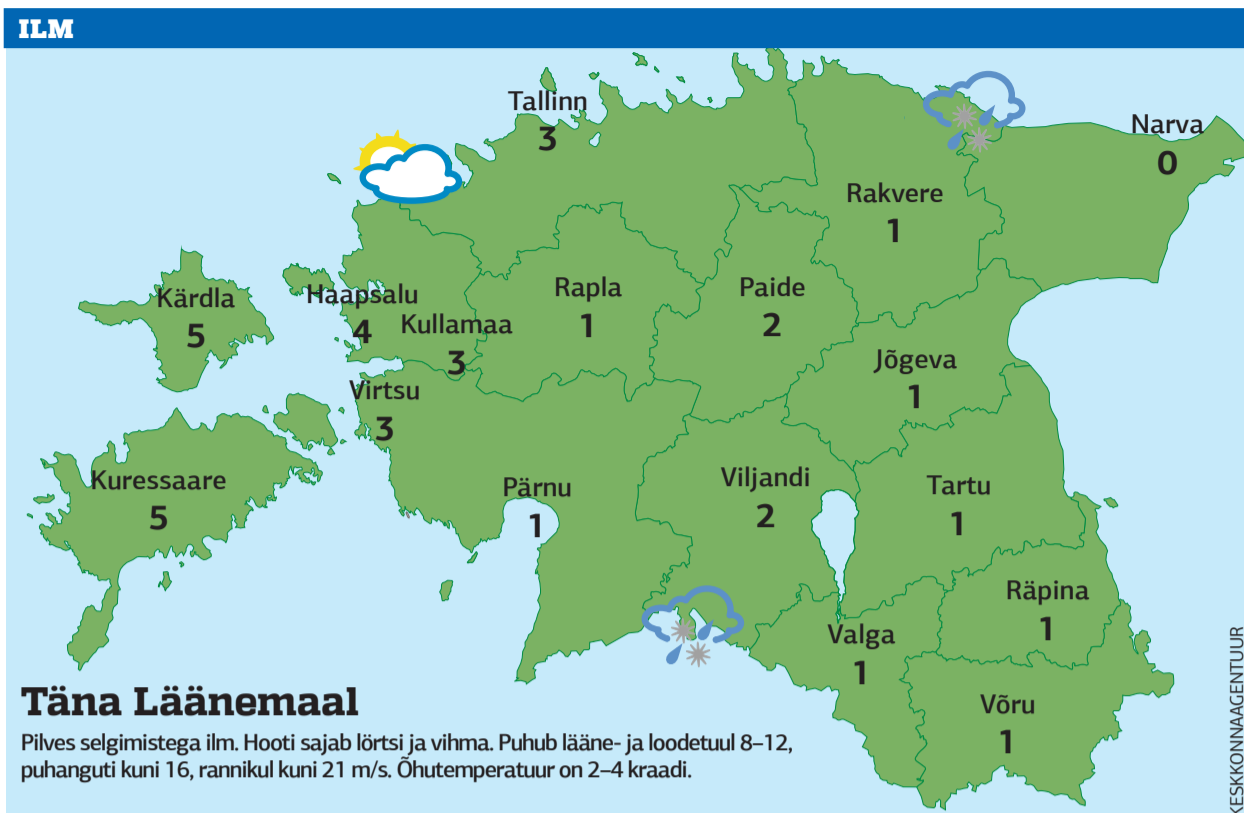 ILM
Tallinn
3
Narva
0
Rakvere
1
Kärdla
5
Haapsalu
4
Kullamaa
3
Rapla
1
Paide
2
Jõgeva
1
Virtsu
3
Kuressaare
5
Pärnu
1
Viljandi
2
Tartu
1
Räpina
1
Valga
1
Võru
1
Täna Läänemaal
Pilves selgimistega ilm. Hooti sajab lörtsi ja vihma. Puhub lääne- ja loodetuul 8–12,
puhanguti kuni 16, rannikul kuni 21 m/s. Õhutemperatuur on 2–4 kraadi.
KESKKONNAAGENTUUR